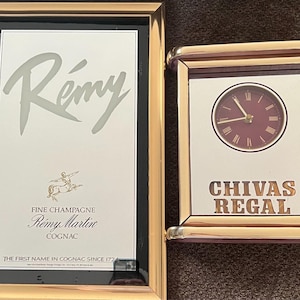 Rémy
FINE CHAMPAGNE
Rémy Martin
COGNAC
THE FIRST NAME IN COGNAC SINCE
CHIVAS
REGAL